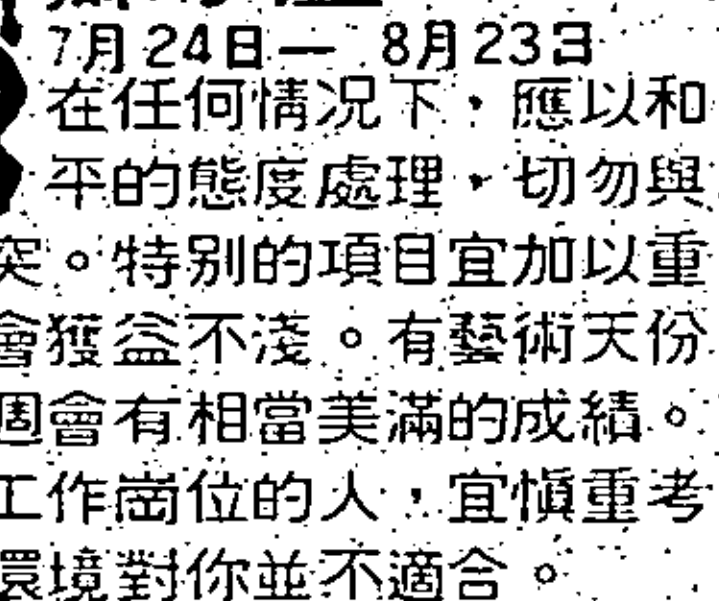 7月24日— 8月23日
在任何情况下，應以和
平的態度處理，切勿與
突。特別的項目宜加以重
會獲益不淺。有藝術天份
週會有相當美滿的成績。
工作崗位的人，宜慎重考
環境對你並不適合。